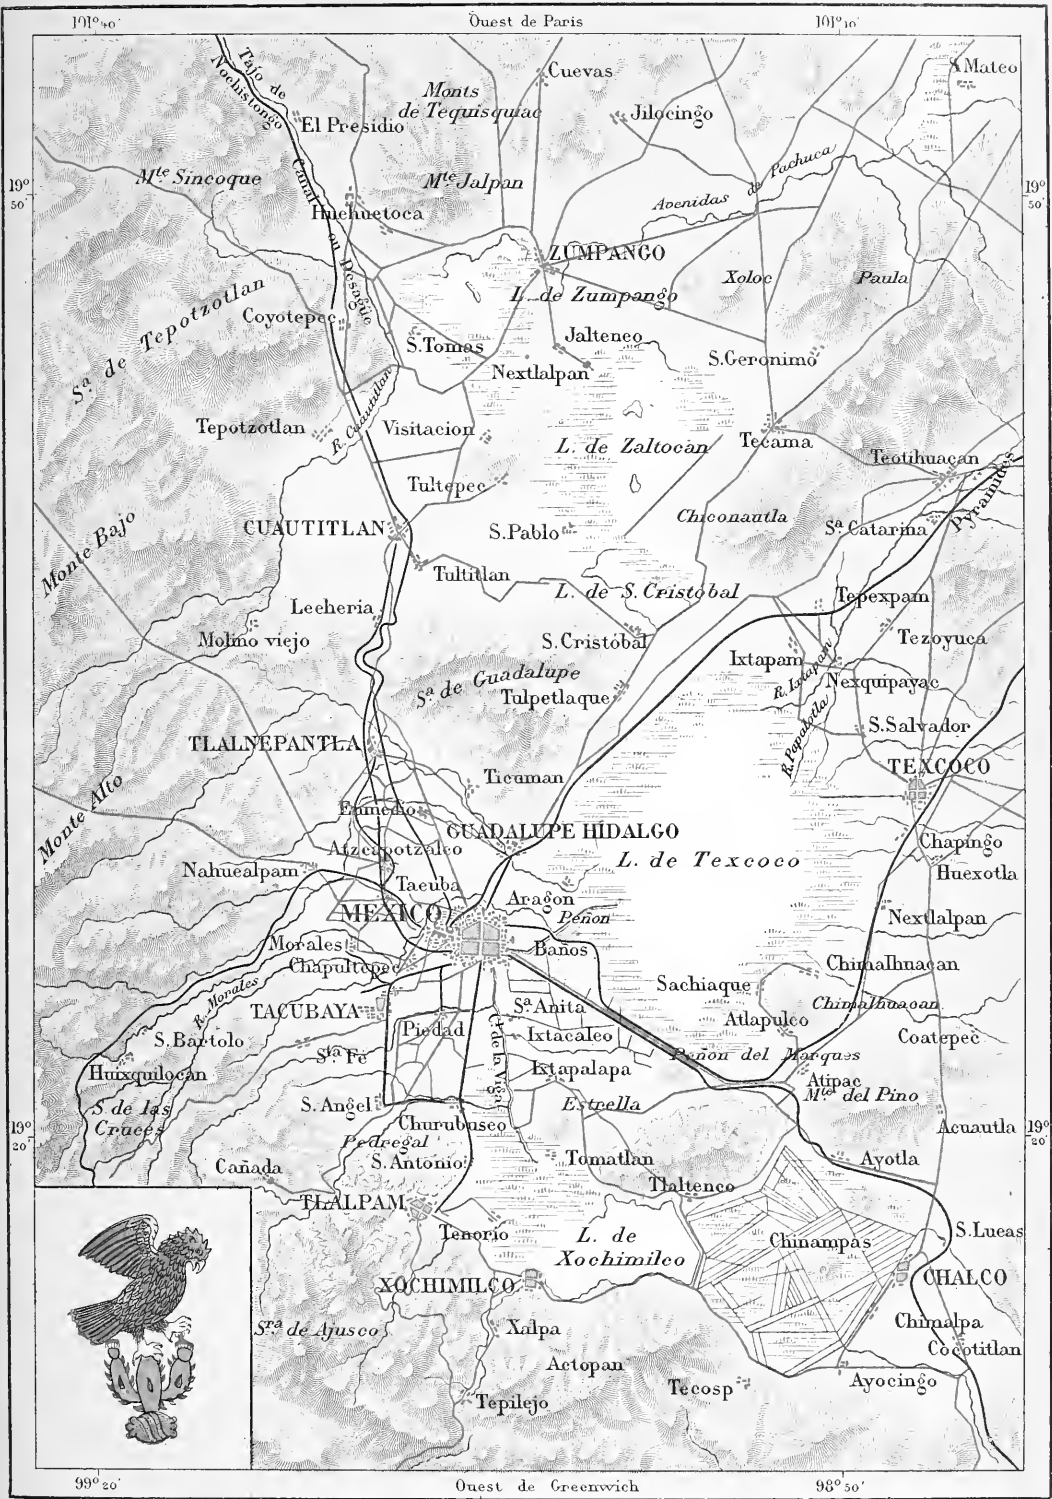 101° 40'
Ouest de Paris
101° 10'
Tajo de
Nochistongo
El Presidio
Monts
de Tequisquiac
Cuevas
Jilocingo
S. Mateo
19°
50'
19°
50'
Mte. Sincoque
Mte. Jalpan
Avenidas de Pachuca
Huehuetoca
Canal ou Desagüe
ZUMPANGO
L. de Zumpango
Xoloc
Paula
Sa. de Tepotzotlan
Coyotepec
S. Tomas
Jalteneo
Nextlalpan
S. Geronimo
Tepotzotlan
R. Cuautitlan
Visitacion
L. de Zaltocan
Tecama
Teotihuacan
Pyramides
Tultepec
Monte Bajo
CUAUTITLAN
S. Pablo
Chiconautla
Sa. Catarina
Tultitlan
L. de S. Cristóbal
Lecheria
Tepexpam
Molino viejo
S. Cristóbal
Tezoyuca
Sa. de Guadalupe
Ixtapam
R. Ixtapam
Nexquipayac
Tulpetlaque
R. Papalotla
S. Salvador
TLALNEPANTLA
TEXCOCO
Ticuman
Monte Alto
Enmedio
GUADALUPE HIDALGO
Chapingo
Atzcapotzalco
L. de Texcoco
Nahuealpam
Huexotla
Tacuba
Aragon
MEXICO
Peñon
Nextlalpan
Morales
Baños
Chapultepec
Chimalhuacan
R. Morales
Sachiaque
Chimalhuacan
TACUBAYA
Sa. Anita
Piedad
Atlapulco
S. Bartolo
Ixtacalco
Coatepec
Sta. Fé
Ct. de la Viga
Peñon del Marques
Huixquilocan
Ixtapalapa
Atipac
Mte. del Pino
S. de las
Cruces
S. Angel
Estrella
Churubusco
19°
20'
Acuautla
19°
20'
Pedregal
Cañada
S. Antonio
Tomatlan
Ayotla
Tlaltenco
TLALPAM
Tenorio
L. de
Xochimilco
Chinampas
S. Lucas
XOCHIMILCO
CHALCO
Sra. de Ajusco
Xalpa
Chimalpa
Actopan
Cocotitlan
Tecosp
Ayocingo
Tepilejo
99° 20'
Ouest de Greenwich
98° 50'